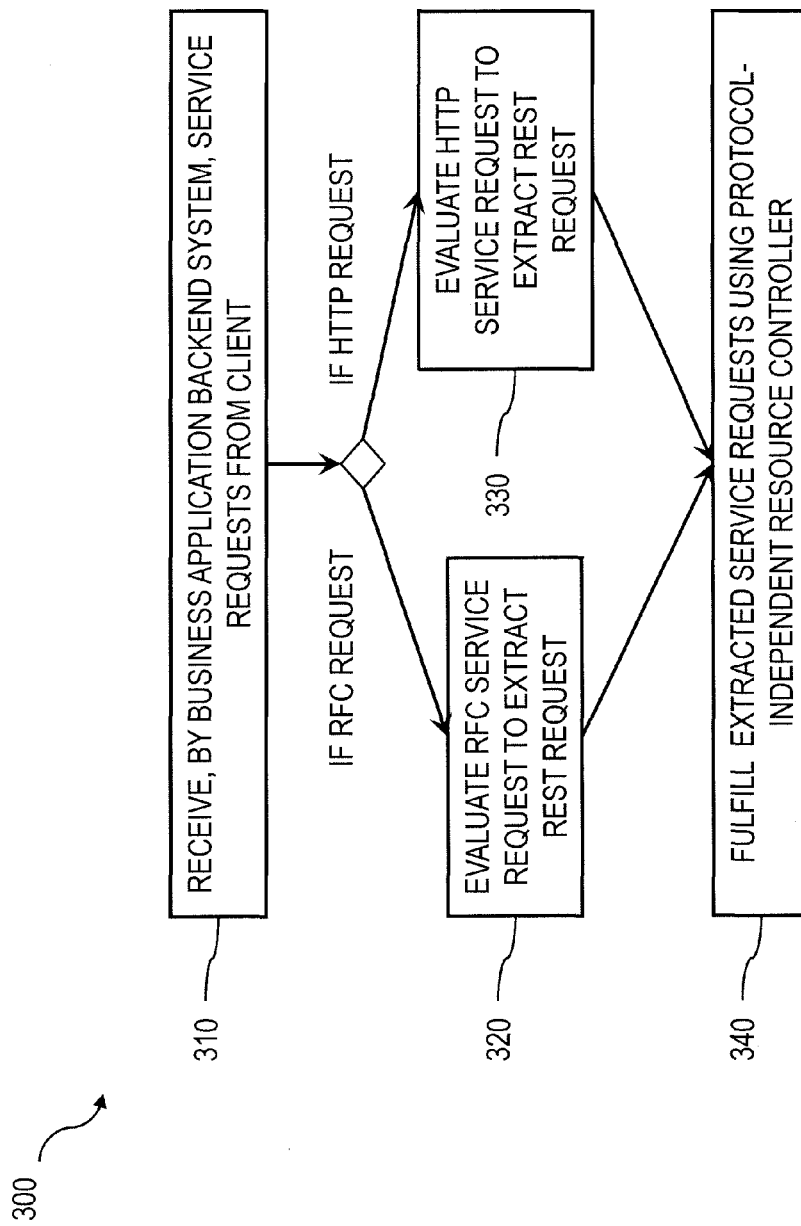 300
310
RECEIVE, BY BUSINESS APPLICATION BACKEND SYSTEM, SERVICE
REQUESTS FROM CLIENT
IF RFC REQUEST
IF HTTP REQUEST
320
EVALUATE RFC SERVICE
REQUEST TO EXTRACT
REST REQUEST
330
EVALUATE HTTP
SERVICE REQUEST TO
EXTRACT REST
REQUEST
340
FULFILL EXTRACTED SERVICE REQUESTS USING PROTOCOL-
INDEPENDENT RESOURCE CONTROLLER